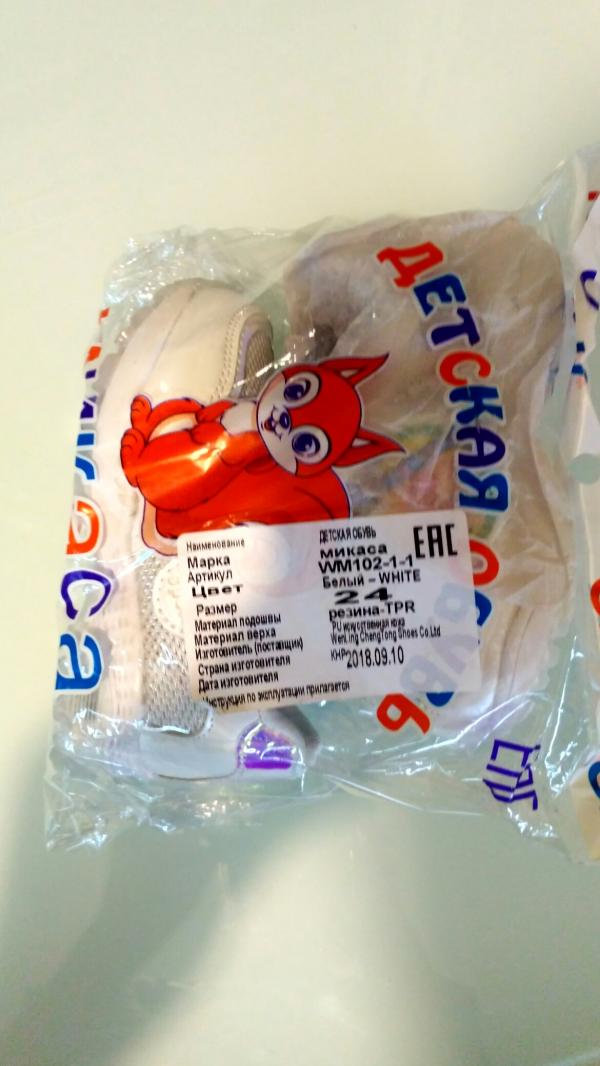 ДЕТСКАЯ ОБУВЬ
микаса
Наименование ДЕТСКАЯ ОБУВЬ
Марка микаса
Артикул WM102-1-1
Цвет Белый – WHITE
Размер 24
Материал подошвы резина-TPR
Материал верха PU искусственная кожа
Изготовитель (поставщик) WenLing ChengTong Shoes Co.Ltd
Страна изготовителя КНР
Дата изготовителя 2018.09.10
Инструкция по эксплуатации прилагается
EAC